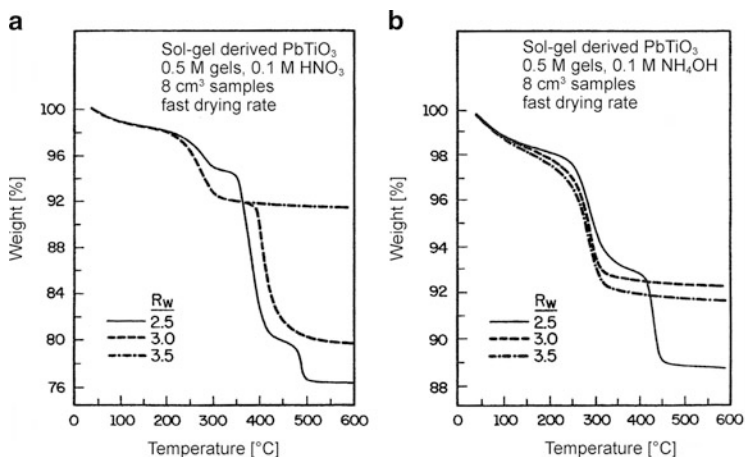 a
Sol-gel derived PbTiO₃
0.5 M gels, 0.1 M HNO₃
8 cm³ samples
fast drying rate
Weight [%]
100
96
92
88
84
80
76
R_W
2.5
3.0
3.5
0 100 200 300 400 500 600
Temperature [°C]
b
Sol-gel derived PbTiO₃
0.5 M gels, 0.1 M NH₄OH
8 cm³ samples
fast drying rate
Weight [%]
100
98
96
94
92
90
88
R_W
2.5
3.0
3.5
0 100 200 300 400 500 600
Temperature [°C]